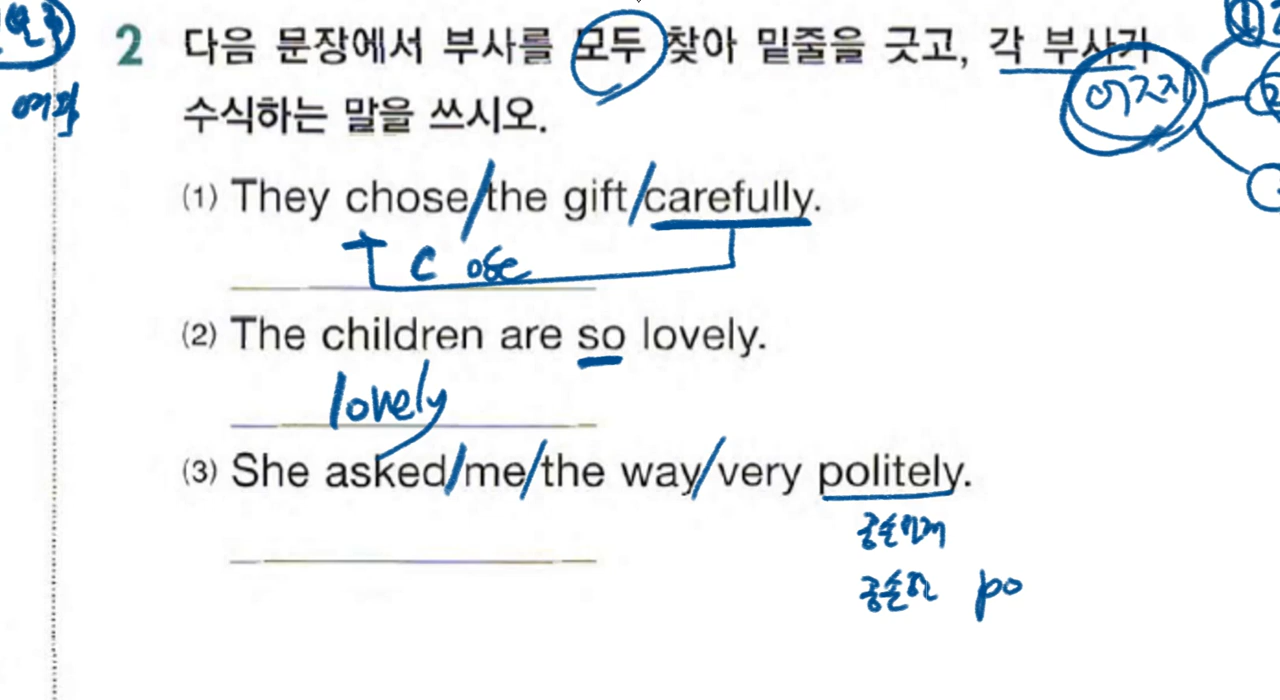 2 다음 문장에서 부사를 모두 찾아 밑줄을 긋고, 각 부사가
수식하는 말을 쓰시오.
(1) They chose/the gift/carefully.
(2) The children are so lovely.
lovely
(3) She asked/me/the way/very politely.
공손하게
공손한 po